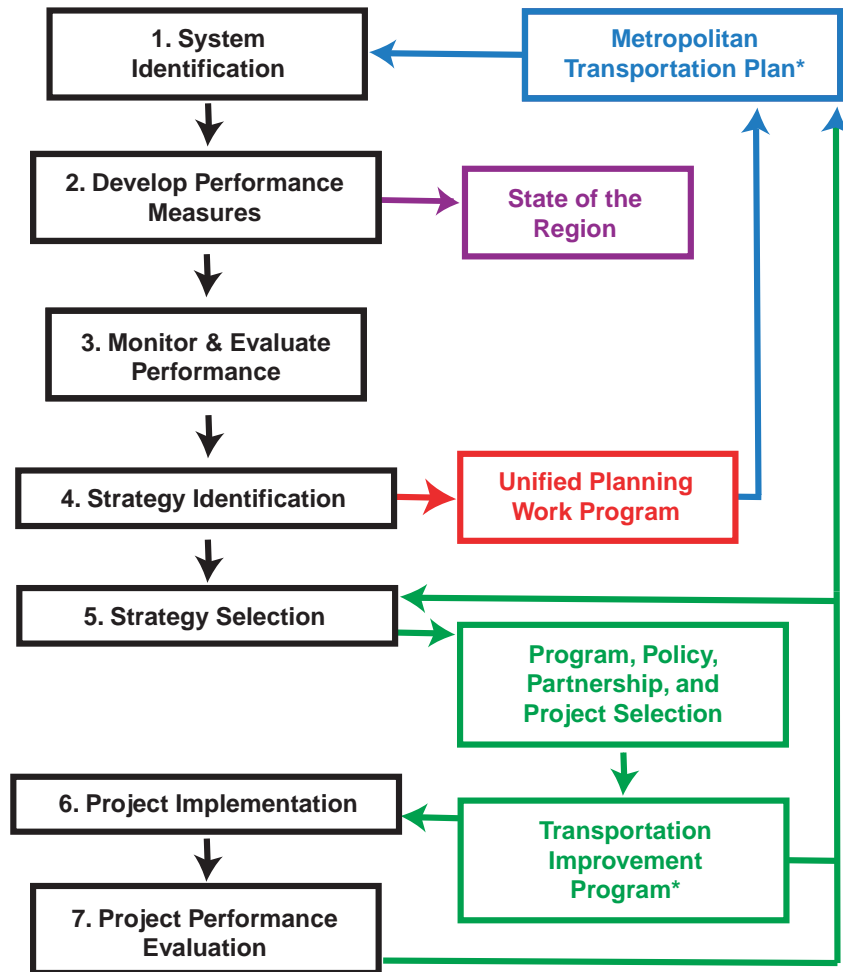 1. System
Identification
Metropolitan
Transportation Plan*
2. Develop Performance
Measures
State of the
Region
3. Monitor & Evaluate
Performance
4. Strategy Identification
Unified Planning
Work Program
5. Strategy Selection
Program, Policy,
Partnership, and
Project Selection
6. Project Implementation
Transportation
Improvement
Program*
7. Project Performance
Evaluation